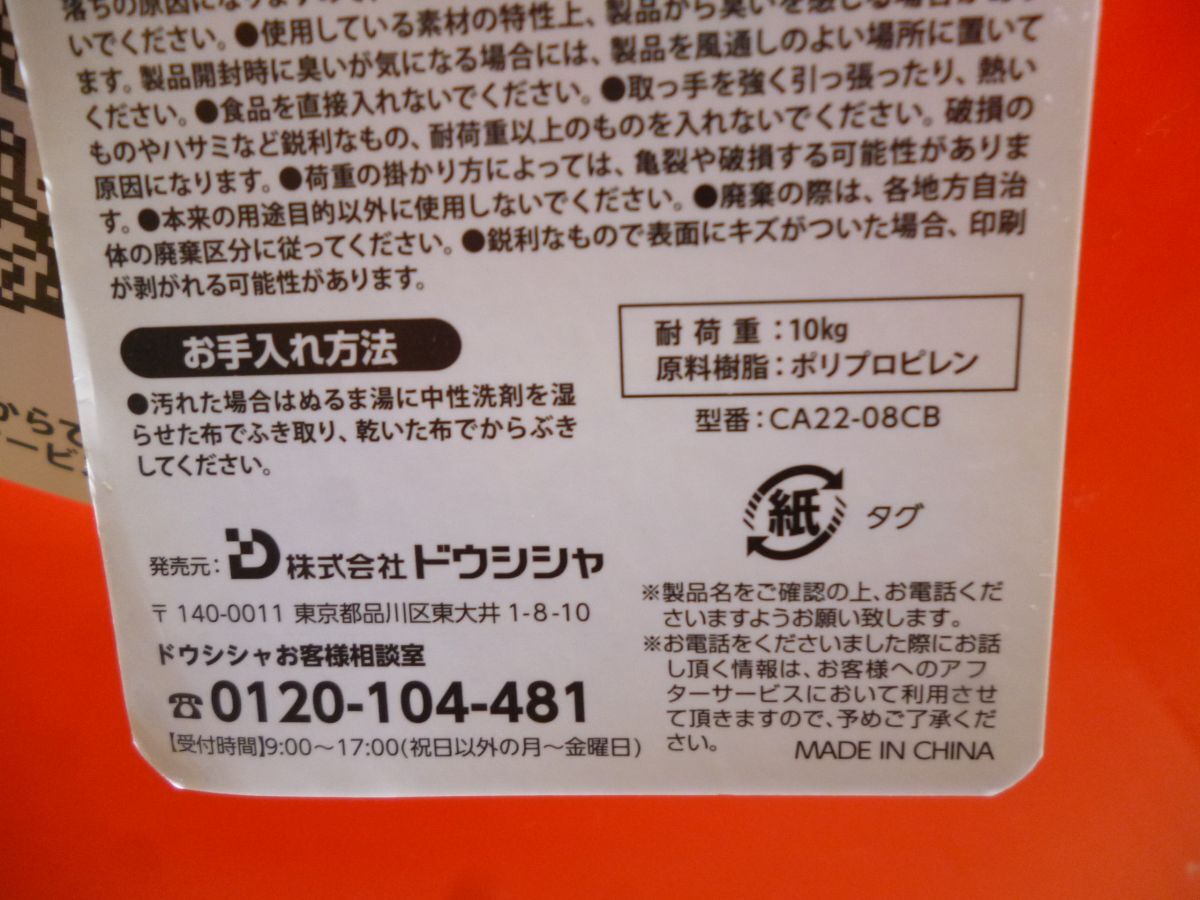 落ちの原因になりますので、
いでください。●使用している素材の特性上、製品から臭いを感じる場合があり
ます。製品開封時に臭いが気になる場合には、製品を風通しのよい場所に置いて
ください。●食品を直接入れないでください。●取っ手を強く引っ張ったり、熱い
ものやハサミなど鋭利なもの、耐荷重以上のものを入れないでください。破損の
原因になります。●荷重の掛かり方によっては、亀裂や破損する可能性がありま
す。●本来の用途目的以外に使用しないでください。●廃棄の際は、各地方自治
体の廃棄区分に従ってください。●鋭利なもので表面にキズがついた場合、印刷
が剥がれる可能性があります。
お手入れ方法
●汚れた場合はぬるま湯に中性洗剤を湿
らせた布でふき取り、乾いた布でからぶき
してください。
耐荷重：10kg
原料樹脂：ポリプロピレン
型番：CA22-08CB
紙 タグ
発売元： 株式会社 ドウシシャ
〒140-0011 東京都品川区東大井 1-8-10
ドウシシャお客様相談室
☎0120-104-481
【受付時間】9:00～17:00(祝日以外の月～金曜日)
※製品名をご確認の上、お電話くだ
さいますようお願い致します。
※お電話をくださいました際にお話
し頂く情報は、お客様へのアフ
ターサービスにおいて利用させ
て頂きますので、予めご了承くだ
さい。
MADE IN CHINA
からて
ービ